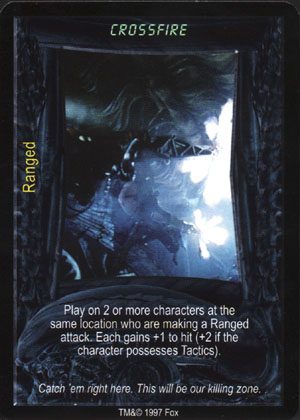 CROSSFIRE
Ranged
Play on 2 or more characters at the
same location who are making a Ranged
attack. Each gains +1 to hit (+2 if the
character possesses Tactics).
Catch 'em right here. This will be our killing zone.
TM&© 1997 Fox